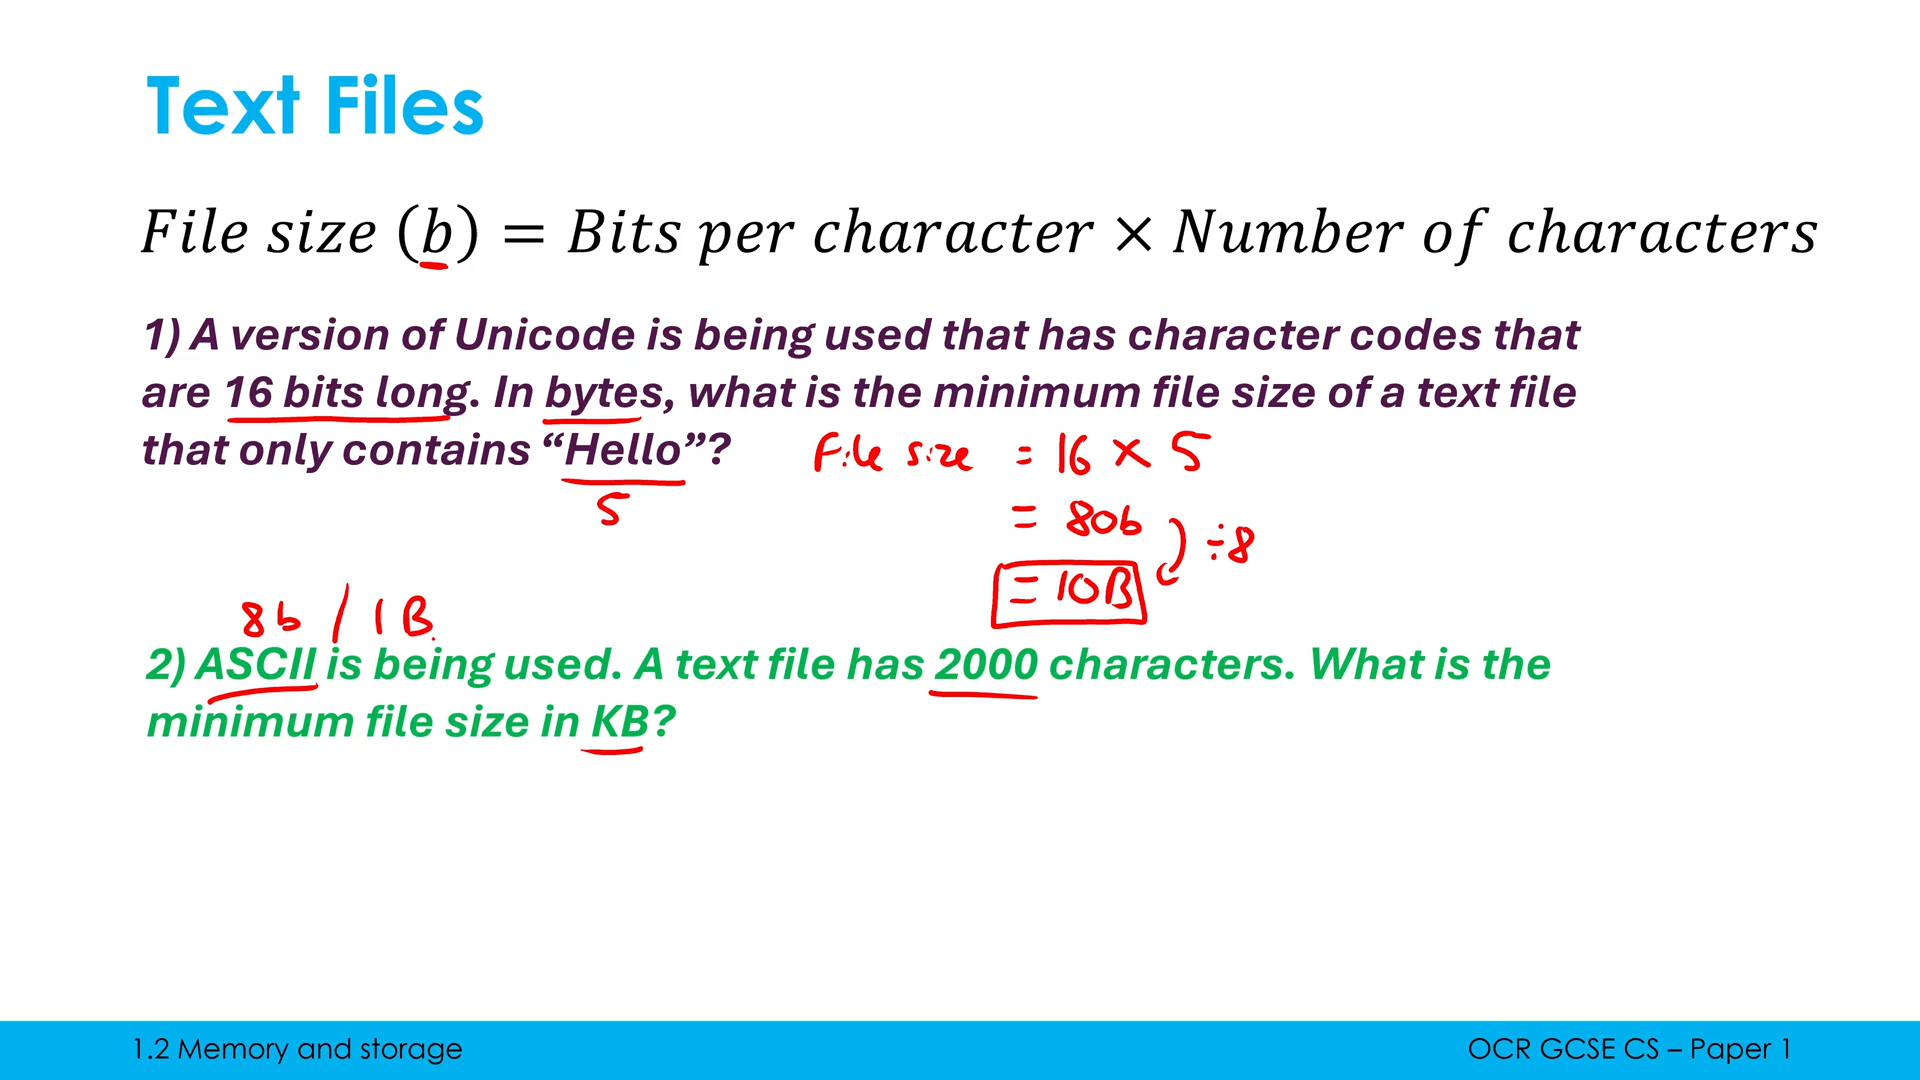 Text Files
File size (b) = Bits per character × Number of characters
1) A version of Unicode is being used that has character codes that
are 16 bits long. In bytes, what is the minimum file size of a text file
that only contains “Hello”?
File size = 16 × 5
5
= 80b
÷8
= 10B
8b / 1B
2) ASCII is being used. A text file has 2000 characters. What is the
minimum file size in KB?
1.2 Memory and storage
OCR GCSE CS – Paper 1